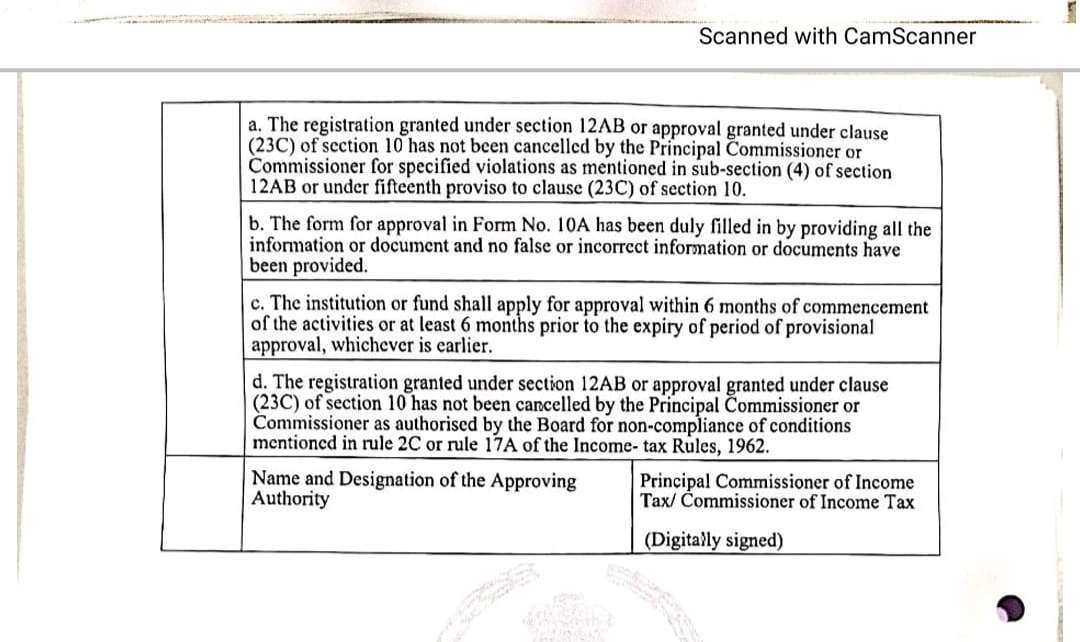 Scanned with CamScanner
a. The registration granted under section 12AB or approval granted under clause
(23C) of section 10 has not been cancelled by the Principal Commissioner or
Commissioner for specified violations as mentioned in sub-section (4) of section
12AB or under fifteenth proviso to clause (23C) of section 10.
b. The form for approval in Form No. 10A has been duly filled in by providing all the
information or document and no false or incorrect information or documents have
been provided.
c. The institution or fund shall apply for approval within 6 months of commencement
of the activities or at least 6 months prior to the expiry of period of provisional
approval, whichever is earlier.
d. The registration granted under section 12AB or approval granted under clause
(23C) of section 10 has not been cancelled by the Principal Commissioner or
Commissioner as authorised by the Board for non-compliance of conditions
mentioned in rule 2C or rule 17A of the Income- tax Rules, 1962.
Name and Designation of the Approving
Authority
Principal Commissioner of Income
Tax/ Commissioner of Income Tax
(Digitally signed)